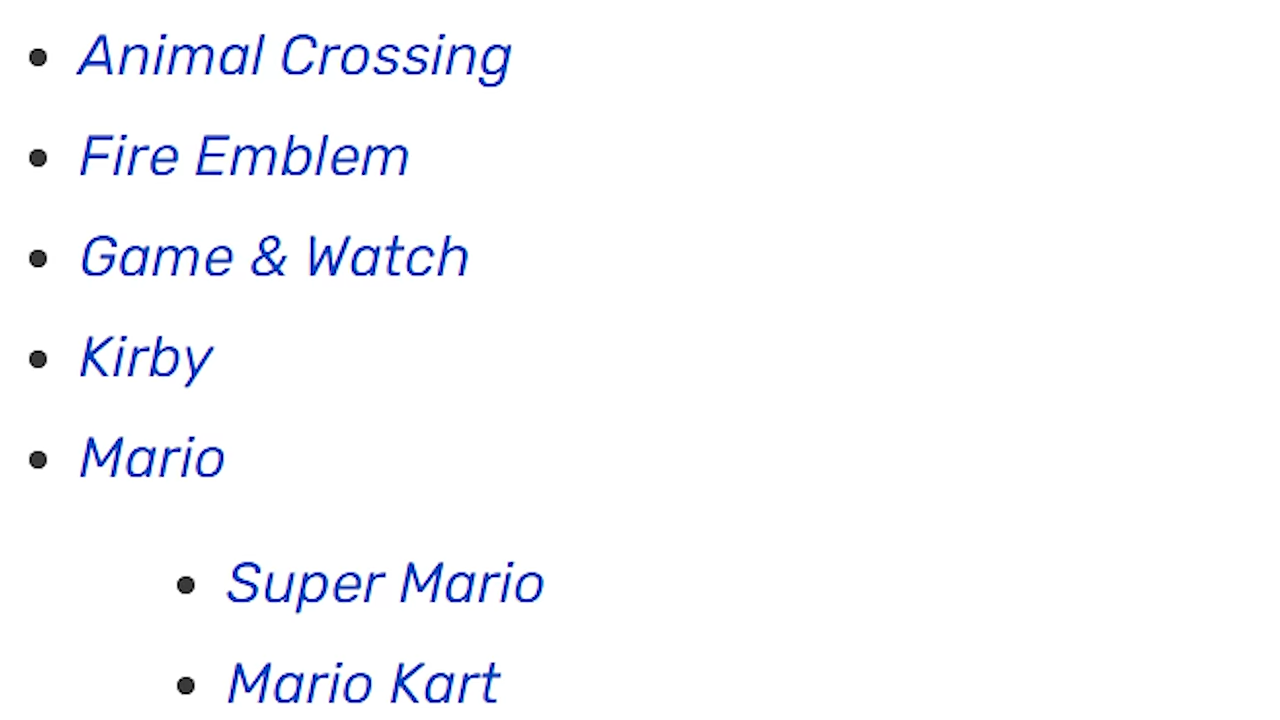 Animal Crossing
Fire Emblem
Game & Watch
Kirby
Mario
Super Mario
Mario Kart